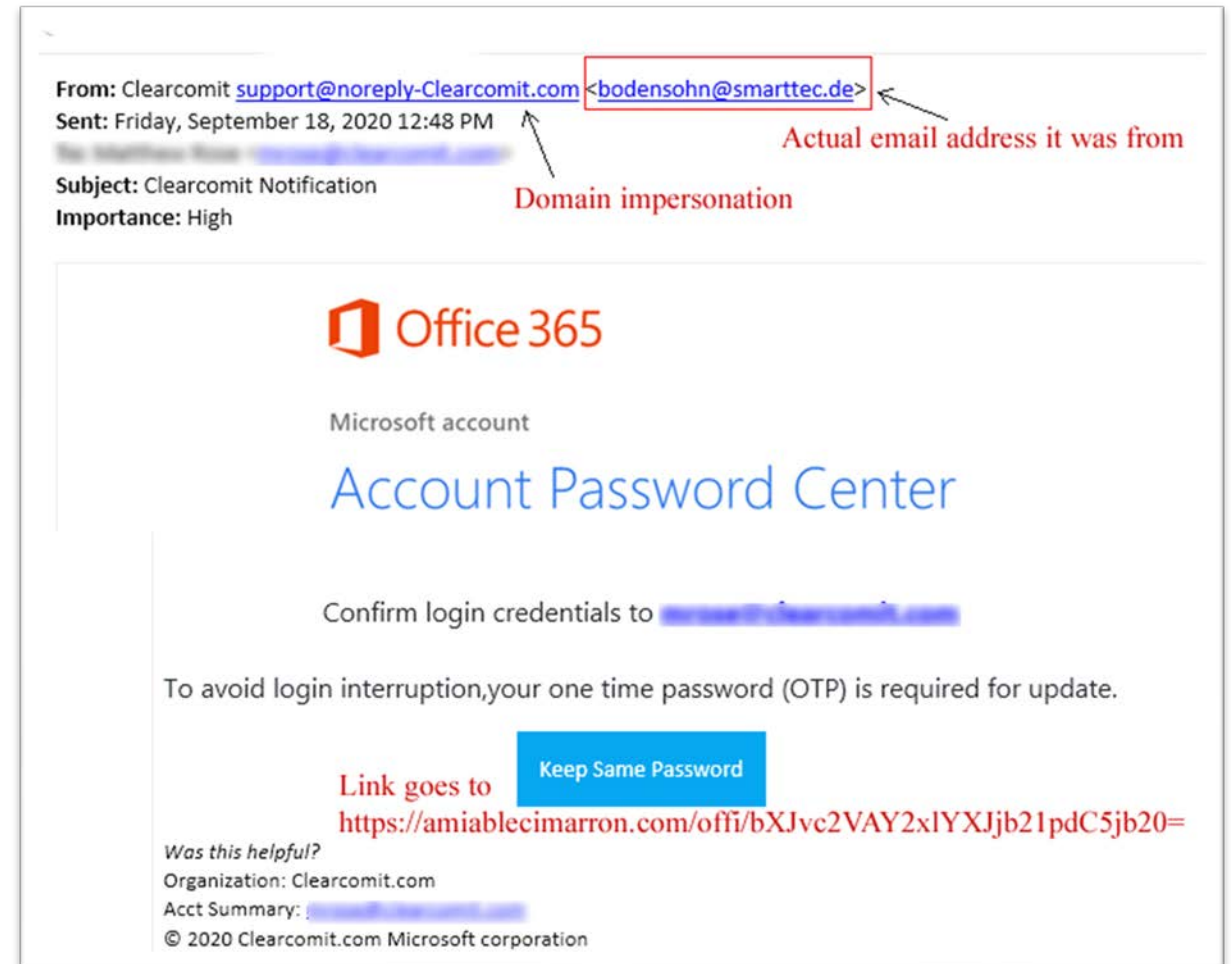 From: Clearcomit support@noreply-Clearcomit.com <bodensohn@smarttec.de>
Sent: Friday, September 18, 2020 12:48 PM
Actual email address it was from
Subject: Clearcomit Notification
Domain impersonation
Importance: High
Office 365
Microsoft account
Account Password Center
Confirm login credentials to
To avoid login interruption,your one time password (OTP) is required for update.
Keep Same Password
Link goes to
https://amiablecimarron.com/offi/bXJvc2VAY2xlYXJjb21pdC5jb20=
Was this helpful?
Organization: Clearcomit.com
Acct Summary:
© 2020 Clearcomit.com Microsoft corporation